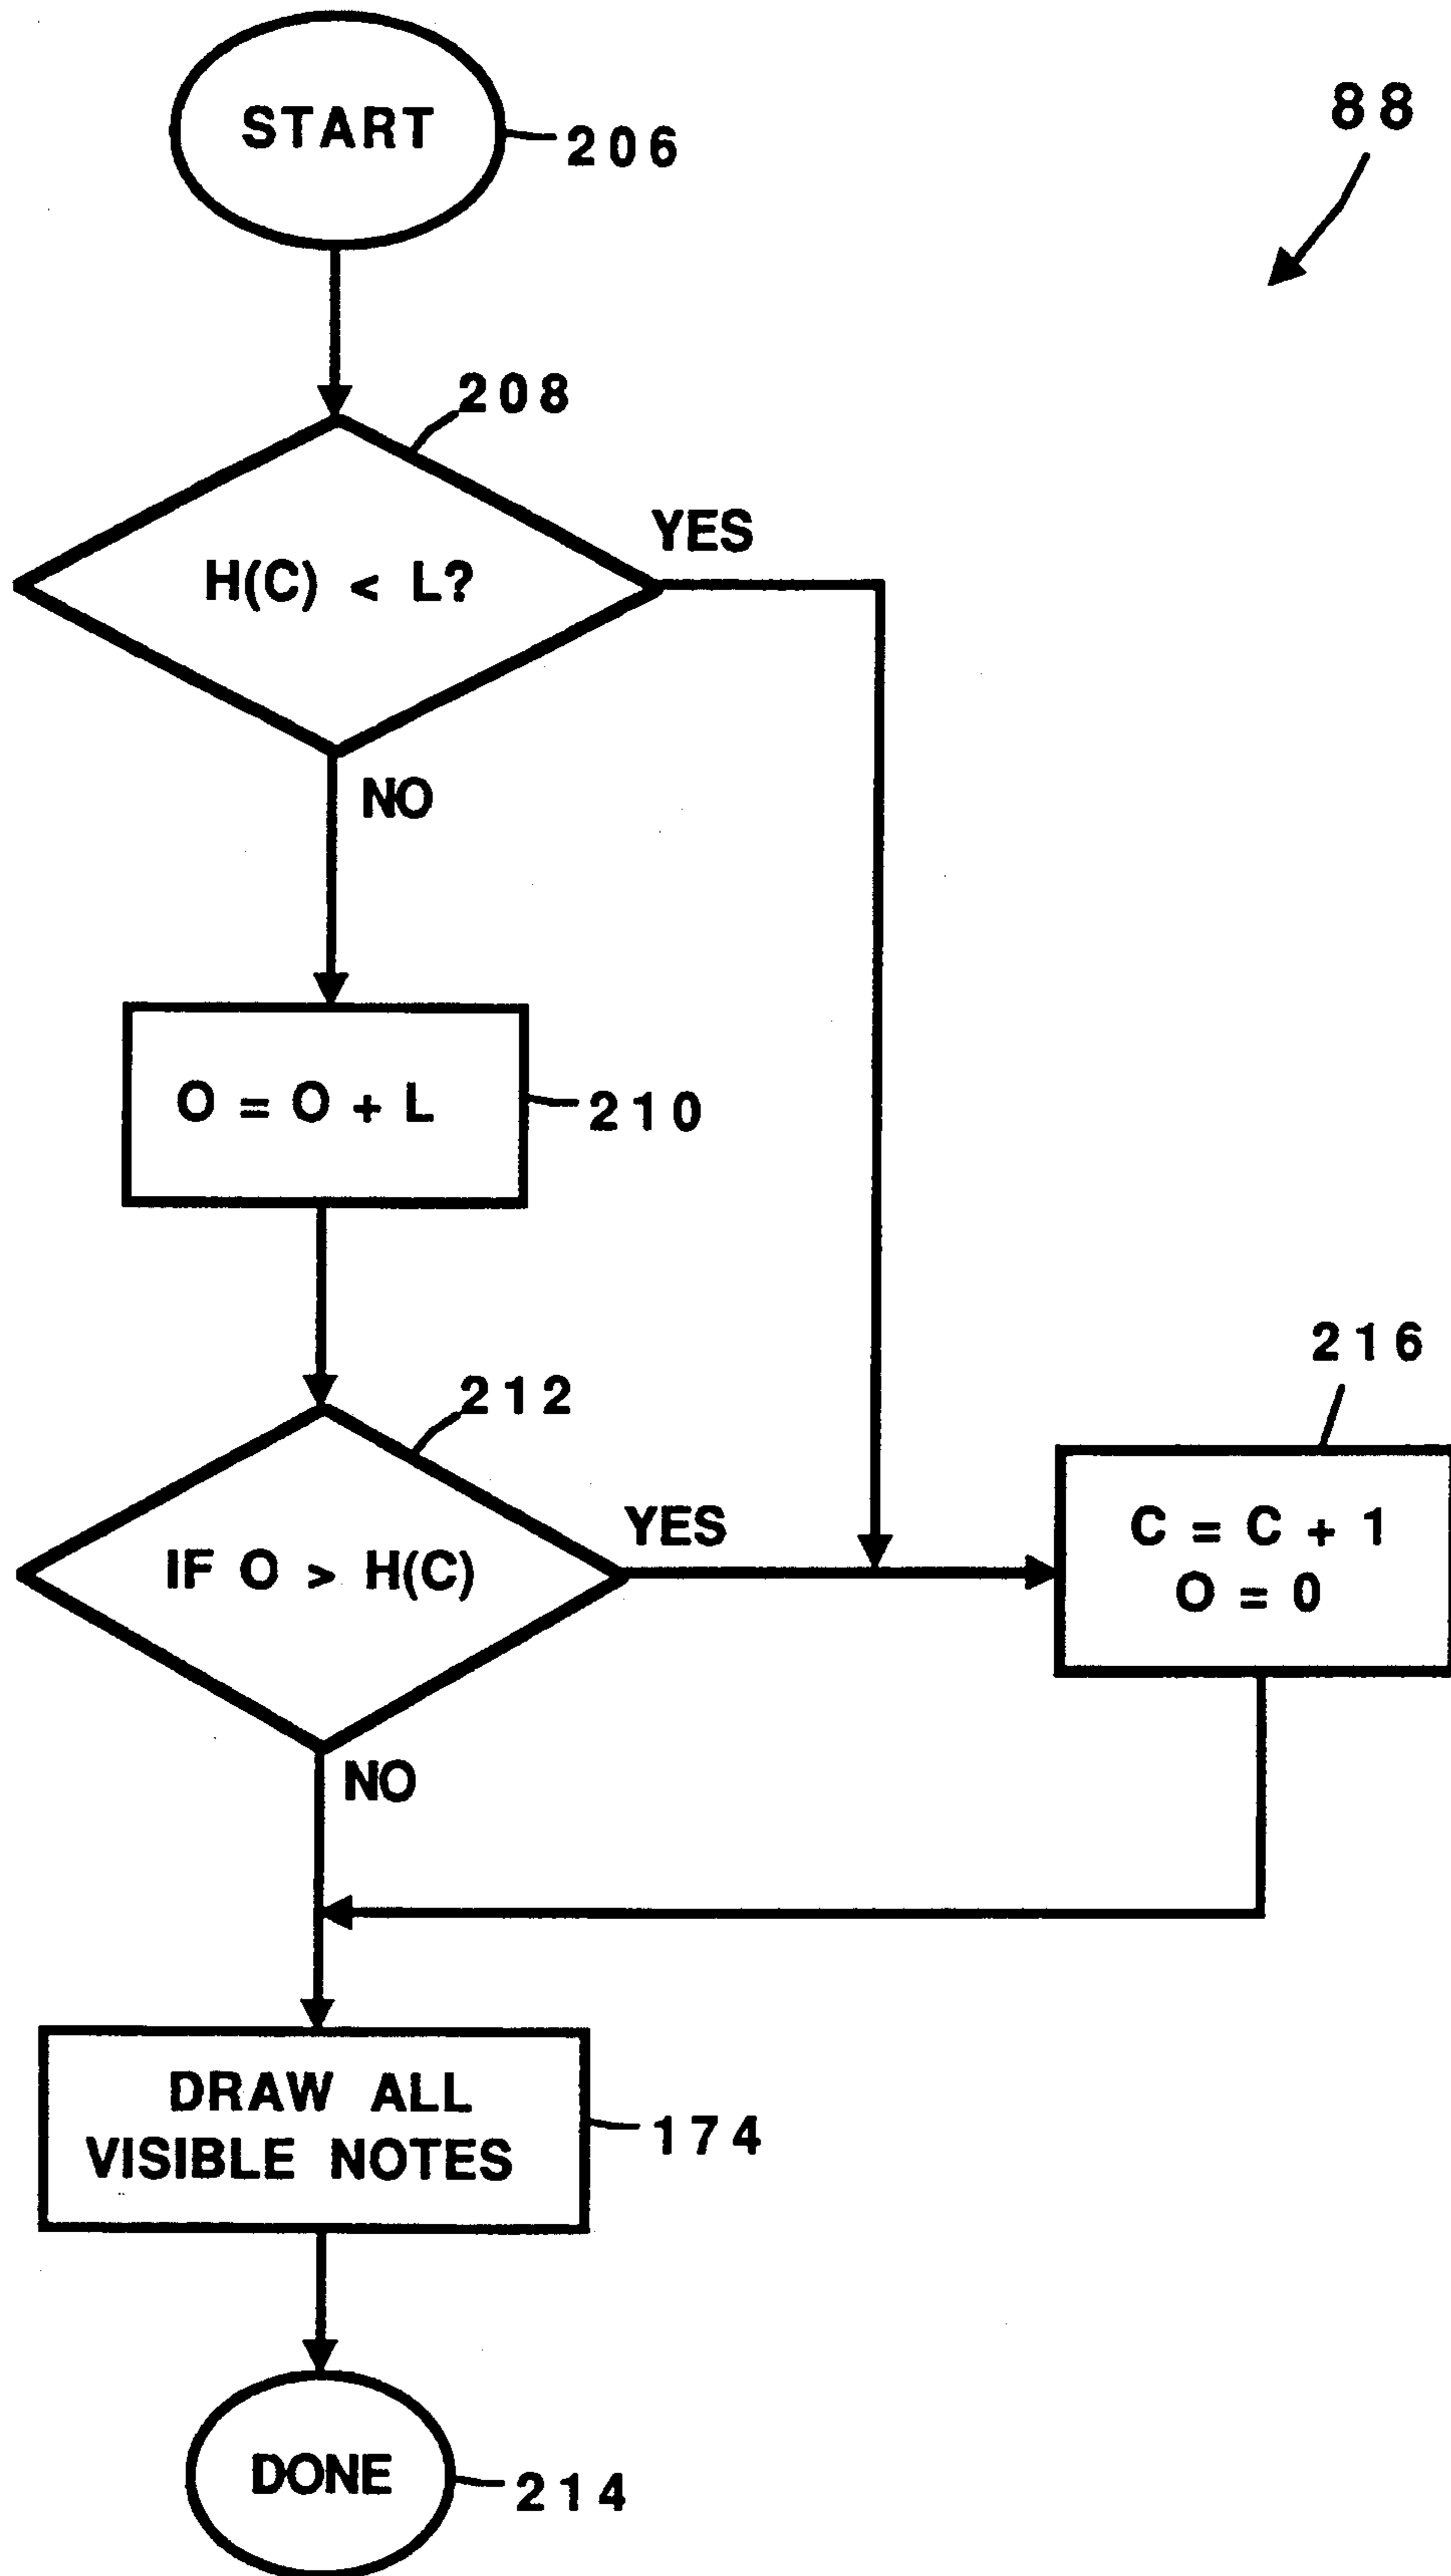 START
206
88
208
H(C) < L?
YES
NO
O = O + L
210
212
IF O > H(C)
YES
216
C = C + 1
O = 0
NO
DRAW ALL
VISIBLE NOTES
174
DONE
214